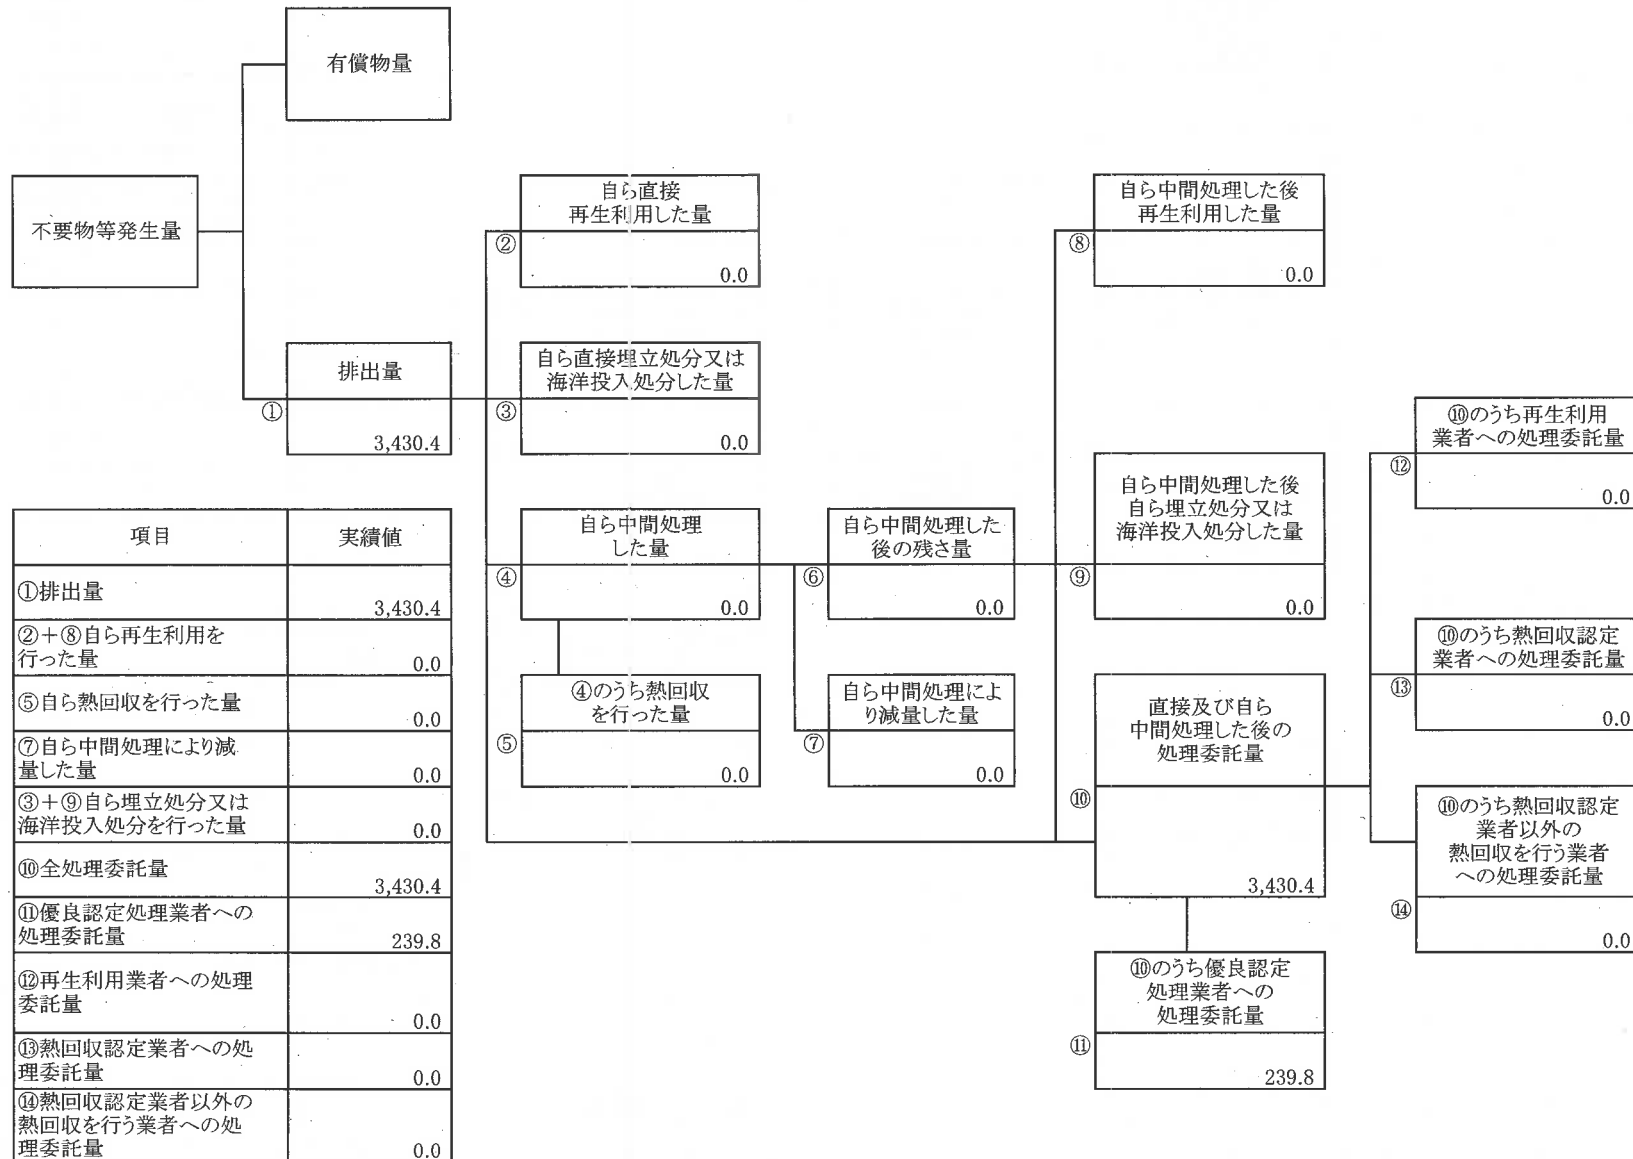 有償物量
不要物等発生量
排出量
①
3,430.4
自ら直接
再生利用した量
②
0.0
自ら直接埋立処分又は
海洋投入処分した量
③
0.0
自ら中間処理
した量
④
0.0
④のうち熱回収
を行った量
⑤
0.0
自ら中間処理した
後の残さ量
⑥
0.0
自ら中間処理によ
り減量した量
⑦
0.0
自ら中間処理した後
再生利用した量
⑧
0.0
自ら中間処理した後
自ら埋立処分又は
海洋投入処分した量
⑨
0.0
直接及び自ら
中間処理した後の
処理委託量
⑩
3,430.4
⑩のうち優良認定
処理業者への
処理委託量
⑪
239.8
⑩のうち再生利用
業者への処理委託量
⑫
0.0
⑩のうち熱回収認定
業者への処理委託量
⑬
0.0
⑩のうち熱回収認定
業者以外の
熱回収を行う業者
への処理委託量
⑭
0.0
項目 実績値
①排出量 3,430.4
②＋⑧自ら再生利用を
行った量 0.0
⑤自ら熱回収を行った量 0.0
⑦自ら中間処理により減
量した量 0.0
③＋⑨自ら埋立処分又は
海洋投入処分を行った量 0.0
⑩全処理委託量 3,430.4
⑪優良認定処理業者への
処理委託量 239.8
⑫再生利用業者への処理
委託量 0.0
⑬熱回収認定業者への処
理委託量 0.0
⑭熱回収認定業者以外の
熱回収を行う業者への処
理委託量 0.0